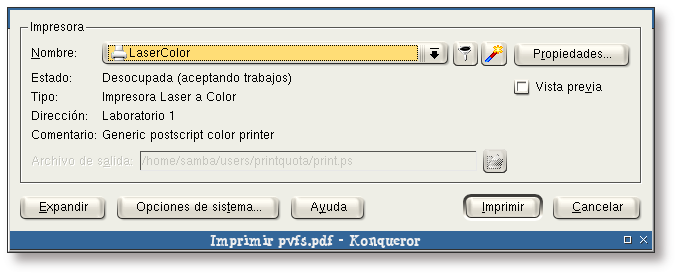 Impresora
Nombre: LaserColor Propiedades...
Estado: Desocupada (aceptando trabajos)
Vista previa
Tipo: Impresora Laser a Color
Dirección: Laboratorio 1
Comentario: Generic postscript color printer
Archivo de salida: /home/samba/users/printquota/print.ps
Expandir Opciones de sistema... Ayuda Imprimir Cancelar
Imprimir pvfs.pdf - Konqueror